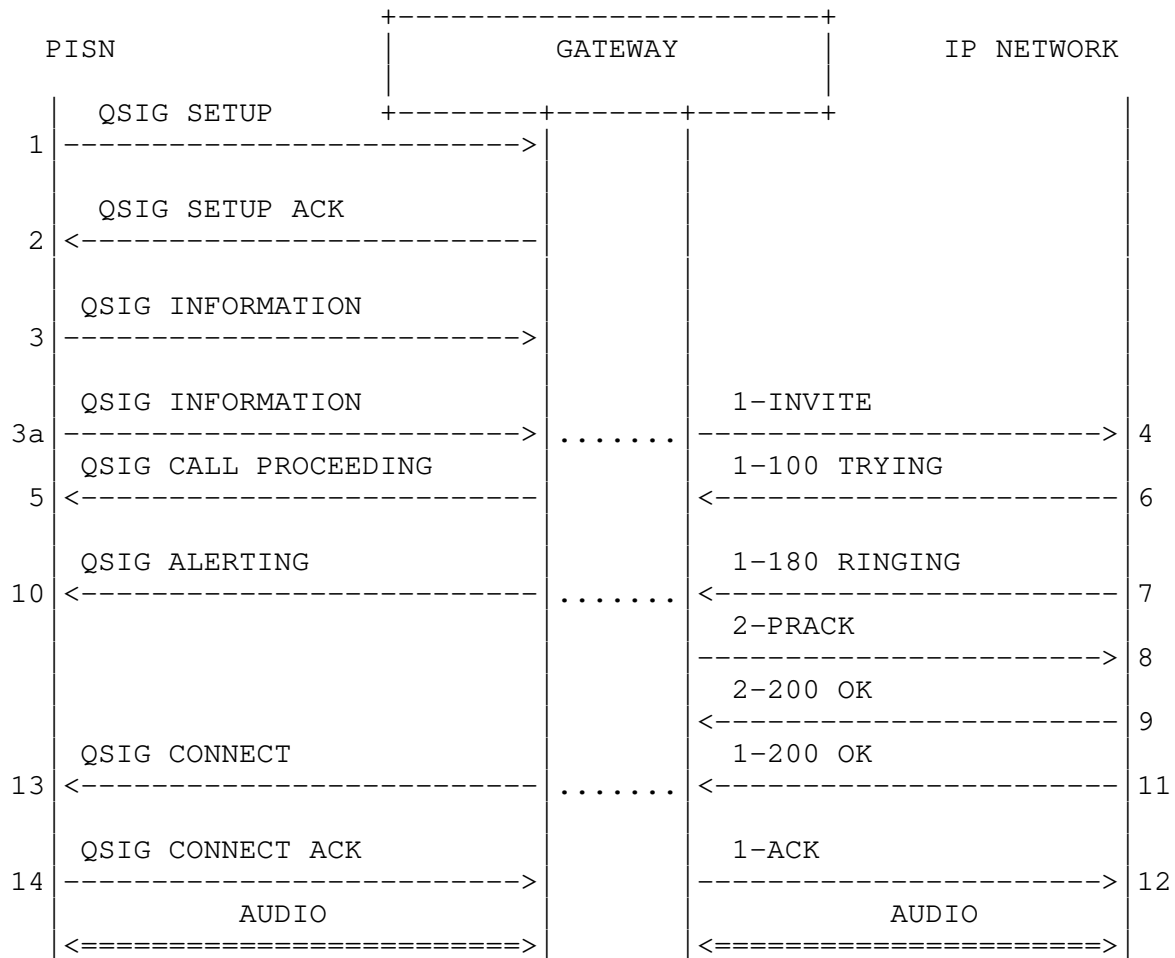 PISN GATEWAY IP NETWORK
QSIG SETUP
1
QSIG SETUP ACK
2
QSIG INFORMATION
3
QSIG INFORMATION 1-INVITE
3a ....... 4
QSIG CALL PROCEEDING 1-100 TRYING
5 6
QSIG ALERTING 1-180 RINGING
10 ....... 7
2-PRACK
8
2-200 OK
9
QSIG CONNECT 1-200 OK
13 ....... 11
QSIG CONNECT ACK 1-ACK
14 12
AUDIO AUDIO